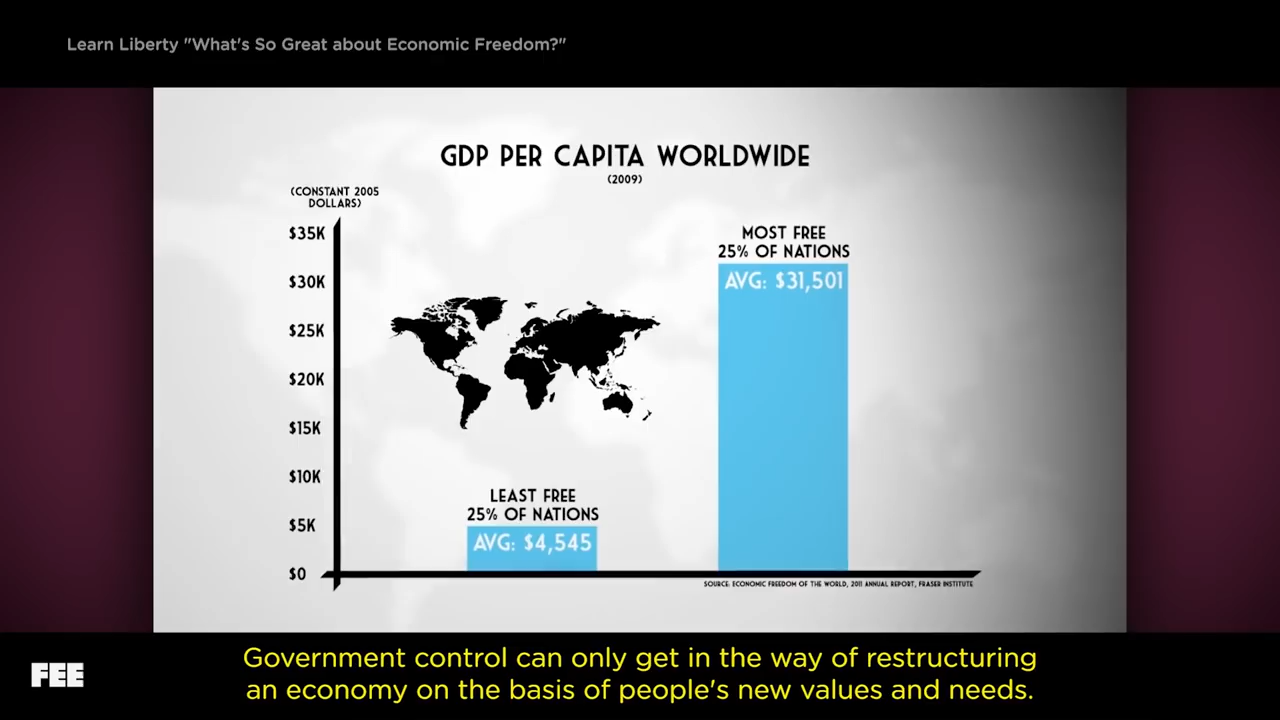 Learn Liberty "What's So Great about Economic Freedom?"
GDP PER CAPITA WORLDWIDE
(2009)
(CONSTANT 2005
DOLLARS)
$35K
$30K
$25K
$20K
$15K
$10K
$5K
$0
MOST FREE
25% OF NATIONS
AVG: $31,501
LEAST FREE
25% OF NATIONS
AVG: $4,545
SOURCE: ECONOMIC FREEDOM OF THE WORLD, 2011 ANNUAL REPORT, FRASER INSTITUTE
FEE
Government control can only get in the way of restructuring
an economy on the basis of people's new values and needs.